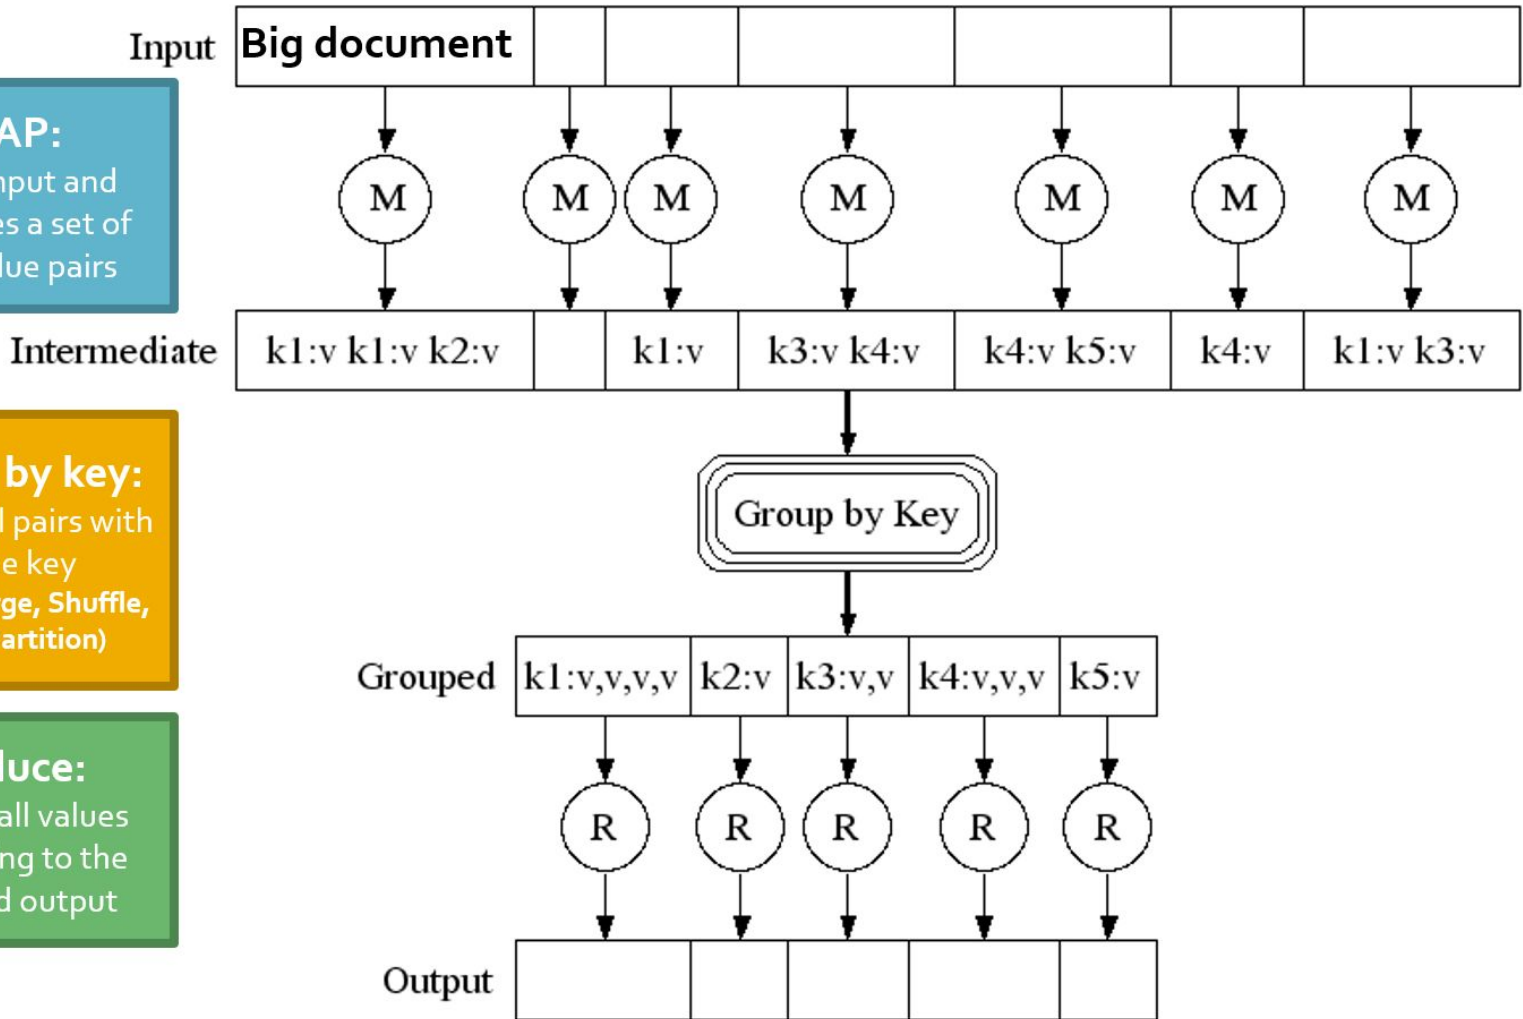 Input
Big document
AP:
nput and
es a set of
lue pairs
M M M M M M M
Intermediate
k1:v k1:v k2:v k1:v k3:v k4:v k4:v k5:v k4:v k1:v k3:v
by key:
l pairs with
e key
ge, Shuffle,
artition)
Group by Key
Grouped
k1:v,v,v,v k2:v k3:v,v k4:v,v,v k5:v
luce:
all values
ng to the
d output
R R R R R
Output